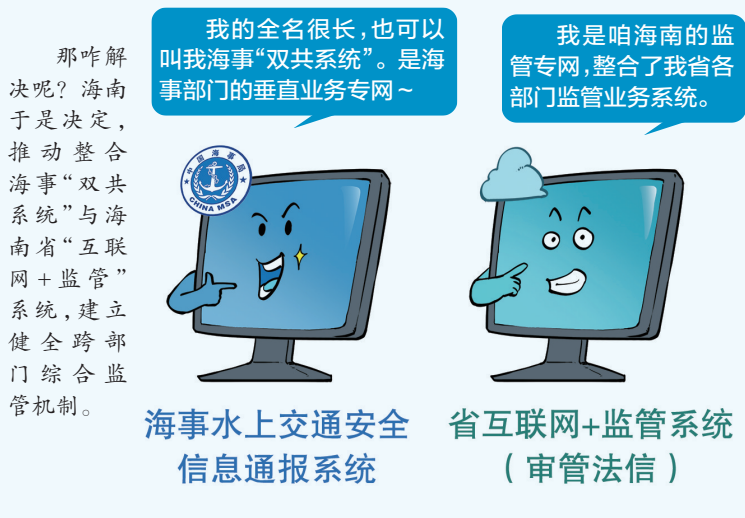 那咋解
决呢？海南
于是决定，
推动整合
海事“双共
系统”与海
南省“互联
网+监管”
系统，建立
健全跨部
门综合监
管机制。
我的全名很长，也可以
叫我海事“双共系统”。是海
事部门的垂直业务专网～
我是咱海南的监
管专网，整合了我省各
部门监管业务系统。
中国海事局
CHINA MSA
海事水上交通安全
信息通报系统
省互联网+监管系统
（审管法信）